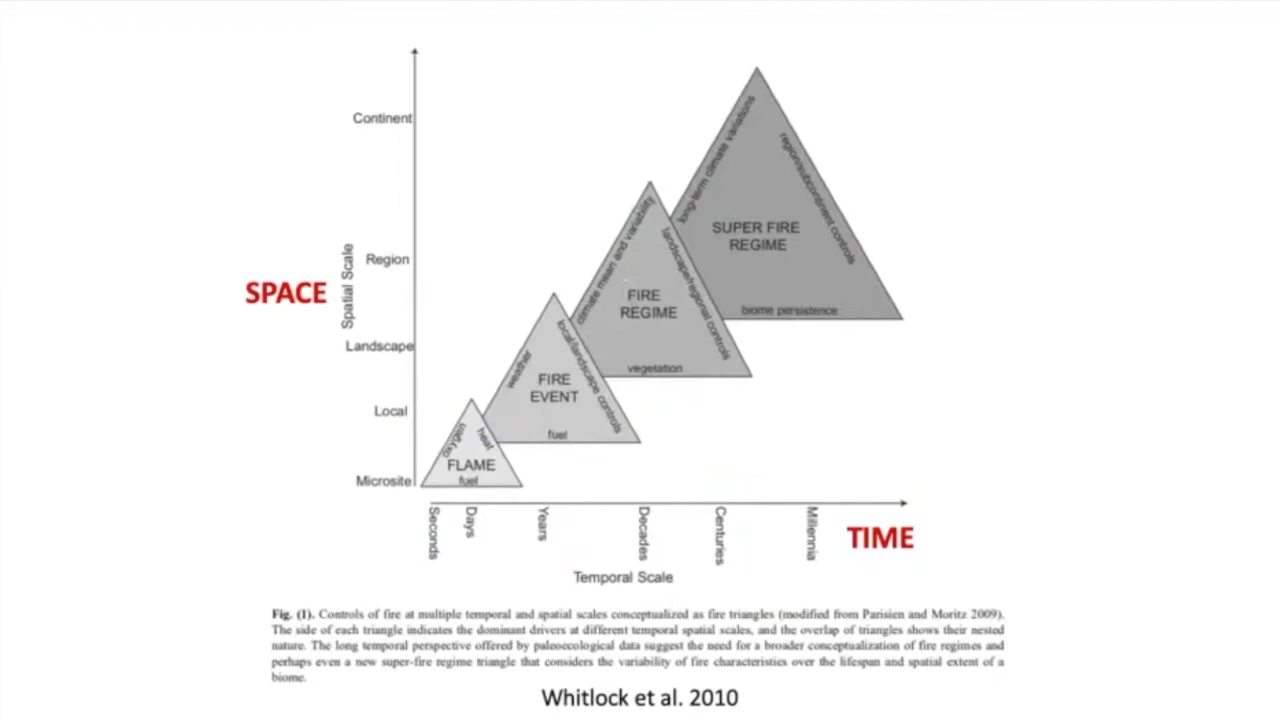 Continent
Region
Landscape
Local
Microsite
Spatial Scale
SPACE
long-term climate variations
region/subcontinent controls
SUPER FIRE
REGIME
biome persistence
climate mean and variability
landscape/regional controls
FIRE
REGIME
vegetation
weather
local/landscape controls
FIRE
EVENT
fuel
oxygen
heat
FLAME
fuel
Seconds
Days
Years
Decades
Centuries
Millennia
TIME
Temporal Scale
Fig. (1). Controls of fire at multiple temporal and spatial scales conceptualized as fire triangles (modified from Parisien and Moritz 2009).
The side of each triangle indicates the dominant drivers at different temporal spatial scales, and the overlap of triangles shows their nested
nature. The long temporal perspective offered by paleoecological data suggest the need for a broader conceptualization of fire regimes and
perhaps even a new super-fire regime triangle that considers the variability of fire characteristics over the lifespan and spatial extent of a
biome.
Whitlock et al. 2010